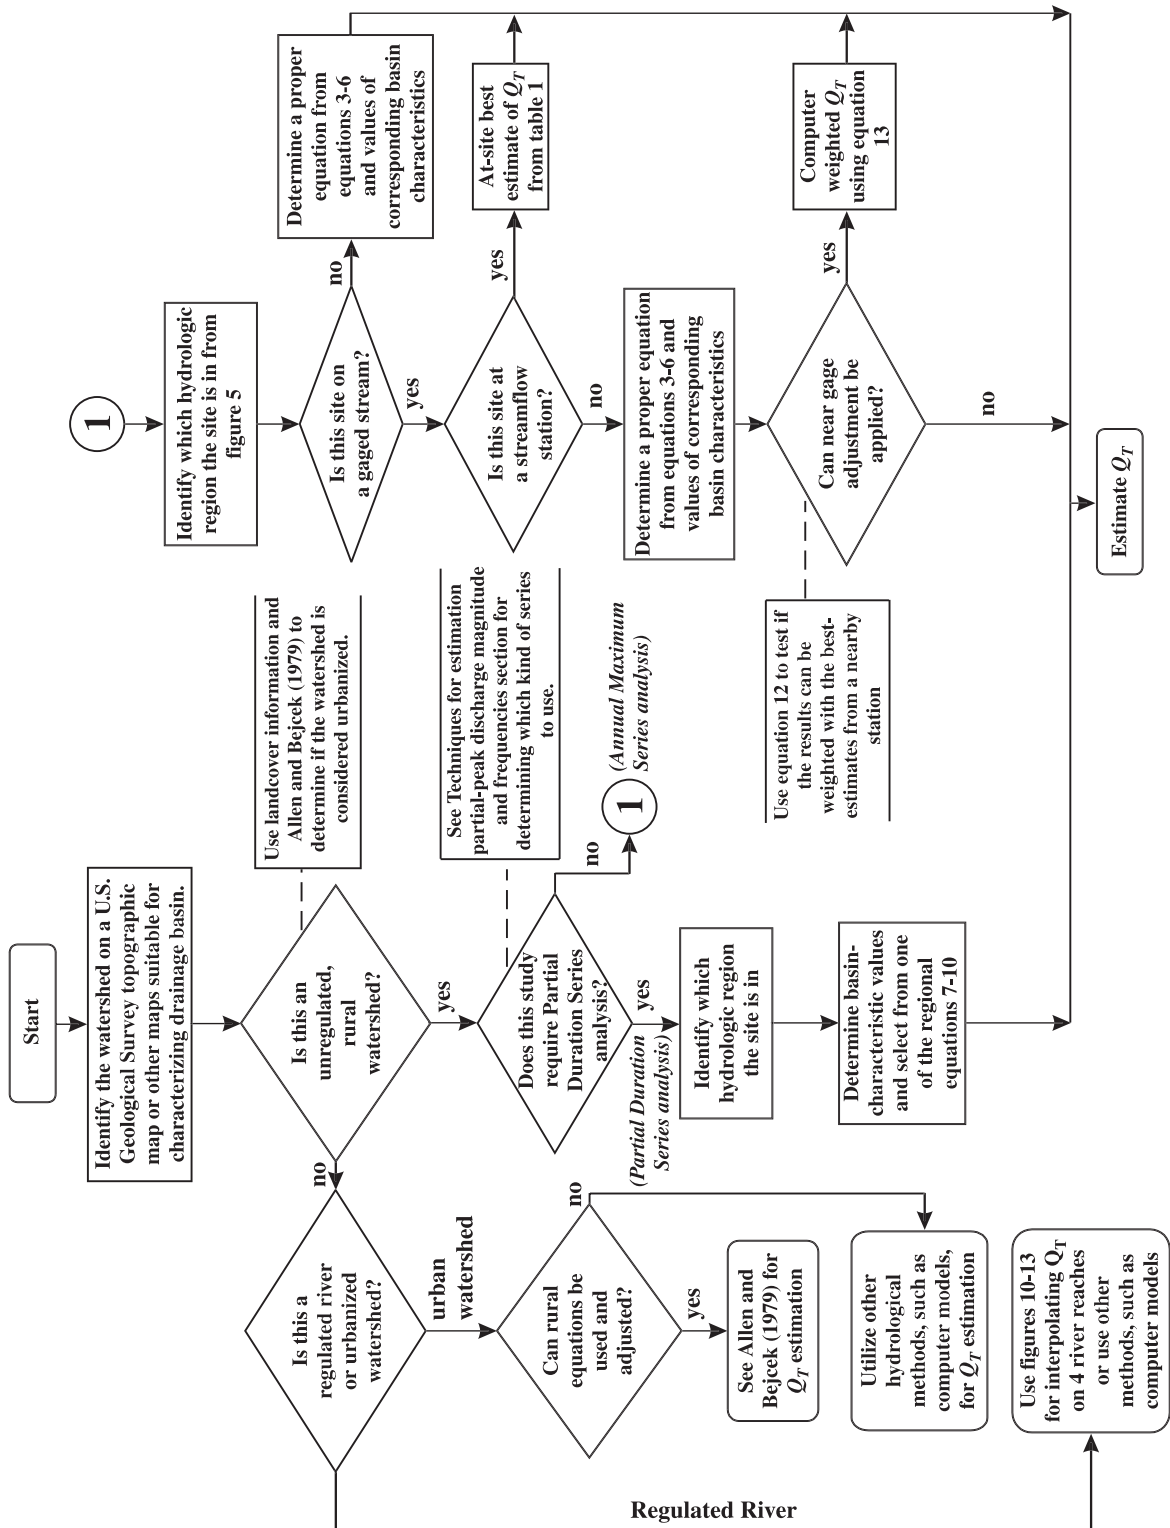 Start
Identify the watershed on a U.S.
Geological Survey topographic
map or other maps suitable for
characterizing drainage basin.
Is this an
unregulated,
rural
watershed?
Use landcover information and
Allen and Bejcek (1979) to
determine if the watershed is
considered urbanized.
no
yes
Is this a
regulated river
or urbanized
watershed?
urban
watershed
Can rural
equations be
used and
adjusted?
no
yes
See Allen and
Bejcek (1979) for
Q_T estimation
Utilize other
hydrological
methods, such as
computer models,
for Q_T estimation
Regulated River
Use figures 10-13
for interpolating Q_T
on 4 river reaches
or use other
methods, such as
computer models
Does this study
require Partial
Duration Series
analysis?
See Techniques for estimation
partial-peak discharge magnitude
and frequencies section for
determining which kind of series
to use.
no
1
(Annual Maximum
Series analysis)
yes
(Partial Duration
Series analysis)
Identify which
hydrologic region
the site is in
Determine basin-
characteristic values
and select from one
of the regional
equations 7-10
1
Identify which hydrologic
region the site is in from
figure 5
Is this site on
a gaged stream?
no
Determine a proper
equation from
equations 3-6
and values of
corresponding basin
characteristics
yes
Is this site at
a streamflow
station?
yes
At-site best
estimate of Q_T
from table 1
no
Determine a proper equation
from equations 3-6 and
values of corresponding
basin characteristics
Can near gage
adjustment be
applied?
Use equation 12 to test if
the results can be
weighted with the best-
estimates from a nearby
station
yes
Computer
weighted Q_T
using equation
13
no
Estimate Q_T